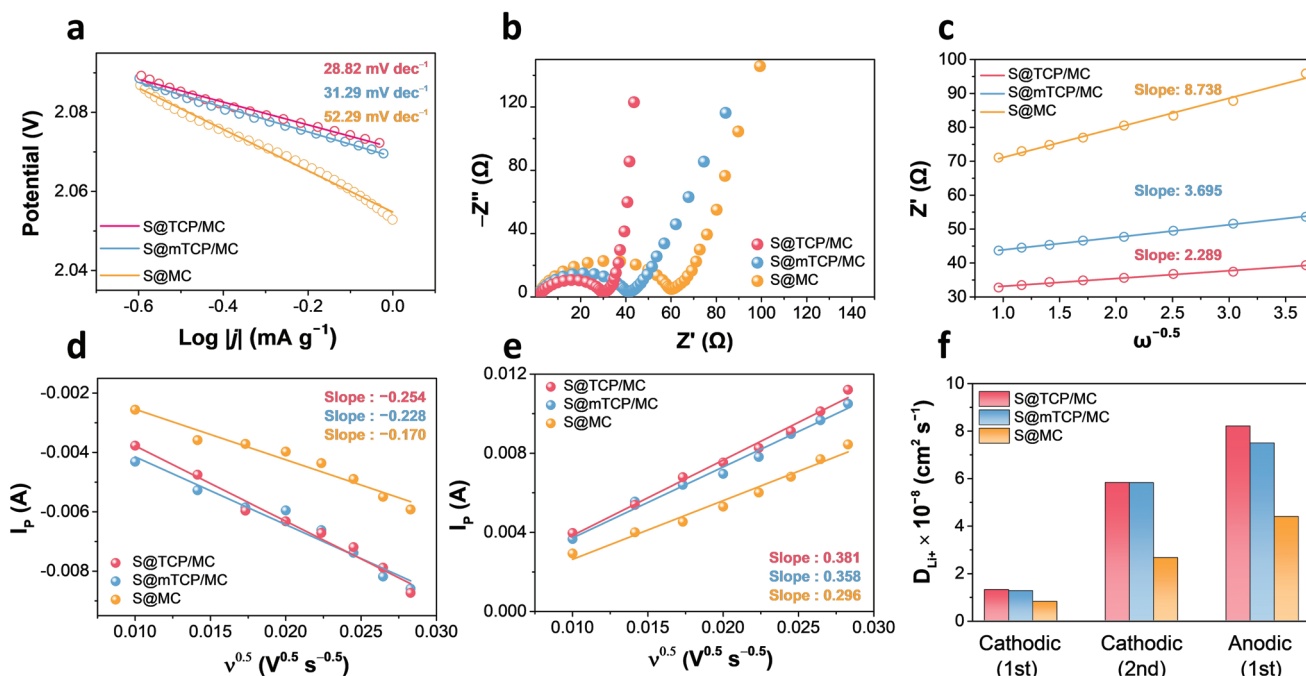 a
28.82 mV dec⁻¹
31.29 mV dec⁻¹
52.29 mV dec⁻¹
2.08
2.06
2.04
Potential (V)
S@TCP/MC
S@mTCP/MC
S@MC
−0.6
−0.4
−0.2
0.0
Log |j| (mA g⁻¹)
b
120
80
40
0
−Z'' (Ω)
S@TCP/MC
S@mTCP/MC
S@MC
0 20 40 60 80 100 120 140
Z' (Ω)
c
100
90
80
70
60
50
40
30
Z' (Ω)
S@TCP/MC
S@mTCP/MC
S@MC
Slope: 8.738
Slope: 3.695
Slope: 2.289
1.0 1.5 2.0 2.5 3.0 3.5
ω⁻⁰·⁵
d
−0.002
−0.004
−0.006
−0.008
I_P (A)
Slope : −0.254
Slope : −0.228
Slope : −0.170
S@TCP/MC
S@mTCP/MC
S@MC
0.010 0.015 0.020 0.025 0.030
ν⁰·⁵ (V⁰·⁵ s⁻⁰·⁵)
e
0.012
0.008
0.004
0.000
I_P (A)
S@TCP/MC
S@mTCP/MC
S@MC
Slope : 0.381
Slope : 0.358
Slope : 0.296
0.010 0.015 0.020 0.025 0.030
ν⁰·⁵ (V⁰·⁵ s⁻⁰·⁵)
f
10
8
6
4
2
0
D_Li+ × 10⁻⁸ (cm² s⁻¹)
S@TCP/MC
S@mTCP/MC
S@MC
Cathodic (1st)
Cathodic (2nd)
Anodic (1st)